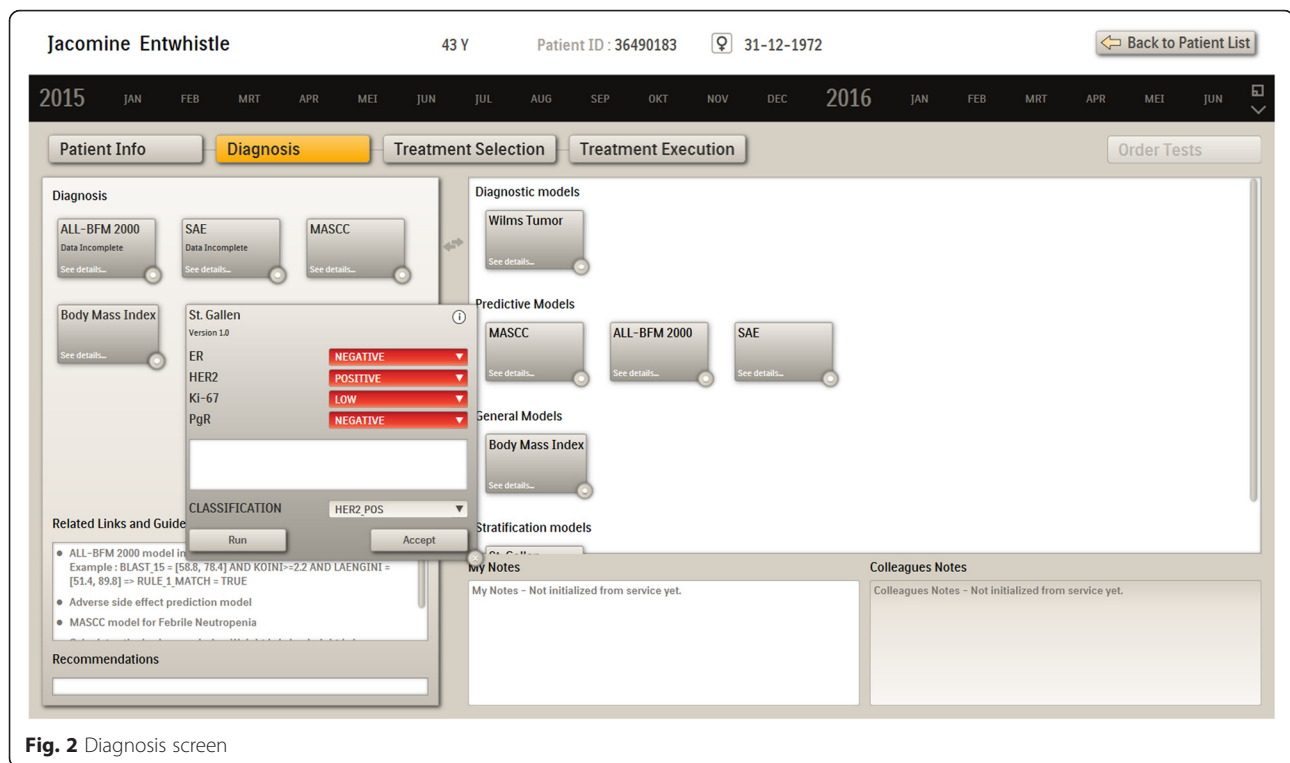 Jacomine Entwhistle
43 Y
Patient ID : 36490183
31-12-1972
Back to Patient List
2015 JAN FEB MRT APR MEI JUN JUL AUG SEP OKT NOV DEC 2016 JAN FEB MRT APR MEI JUN
Patient Info
Diagnosis
Treatment Selection
Treatment Execution
Order Tests
Diagnosis
ALL-BFM 2000
Data Incomplete
See details...
SAE
Data Incomplete
See details...
MASCC
See details...
Body Mass Index
See details...
St. Gallen
Version 1.0
ER NEGATIVE
HER2 POSITIVE
Ki-67 LOW
PgR NEGATIVE
CLASSIFICATION HER2_POS
Run
Accept
Related Links and Guide
ALL-BFM 2000 model in
Example : BLAST_15 = [58.8, 78.4] AND KOINI>=2.2 AND LAENGINI =
[51.4, 89.8] => RULE_1_MATCH = TRUE
Adverse side effect prediction model
MASCC model for Febrile Neutropenia
Recommendations
Diagnostic models
Wilms Tumor
See details...
Predictive Models
MASCC
See details...
ALL-BFM 2000
See details...
SAE
See details...
General Models
Body Mass Index
See details...
Stratification models
My Notes
My Notes - Not initialized from service yet.
Colleagues Notes
Colleagues Notes - Not initialized from service yet.
Fig. 2 Diagnosis screen